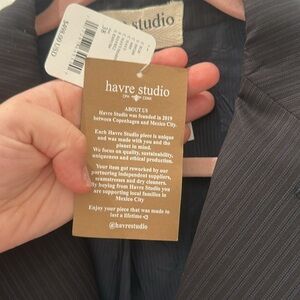 havre studio
havre studio
CPH CDMX
ABOUT US
Havre Studio was founded in 2019
between Copenhagen and Mexico City.
Each Havre Studio piece is unique
and was made with you and the
planet in mind.
We focus on quality, sustainability,
uniqueness and ethical production.
Your item got reworked by our
partnering independent suppliers,
seamstresses and dry cleaners.
By buying from Havre Studio you
are supporting local families in
Mexico City
Enjoy your piece that was made to
last a lifetime <3
@havrestudio